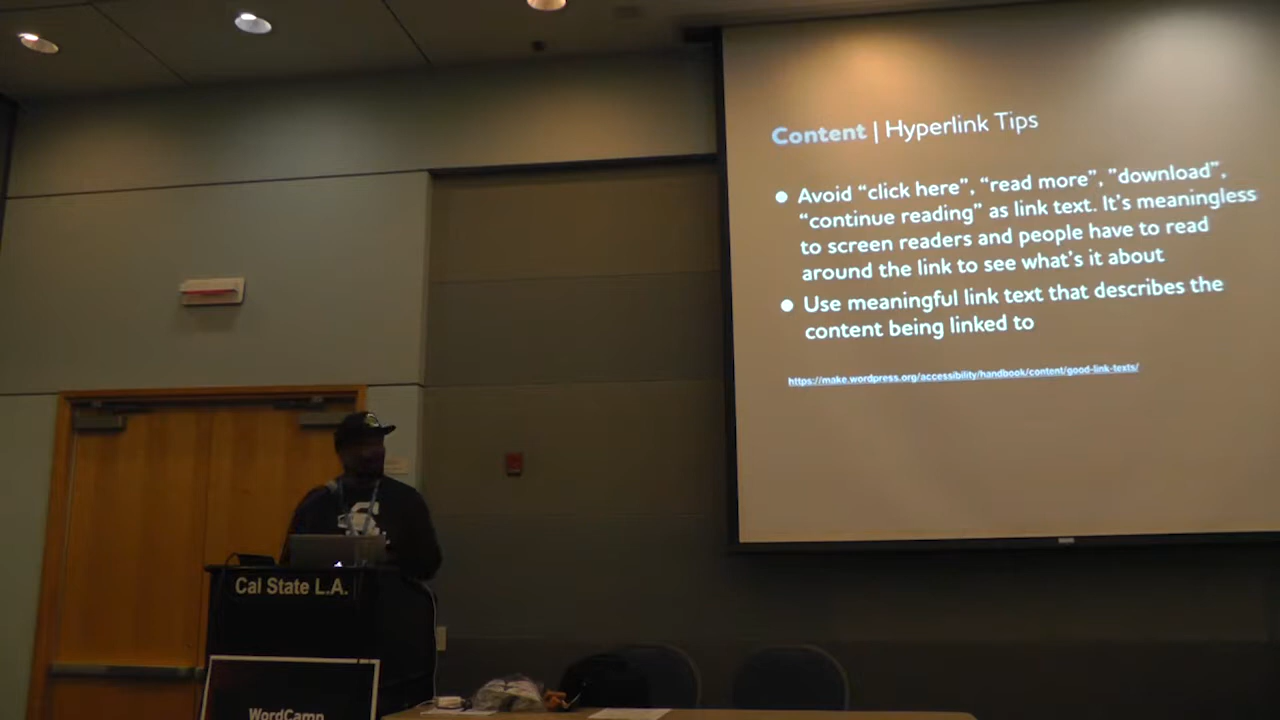 Content | Hyperlink Tips
● Avoid “click here”, “read more”, ”download”,
“continue reading” as link text. It's meaningless
to screen readers and people have to read
around the link to see what's it about
● Use meaningful link text that describes the
content being linked to
https://make.wordpress.org/accessibility/handbook/content/good-link-texts/
Cal State L.A.
WordCamp